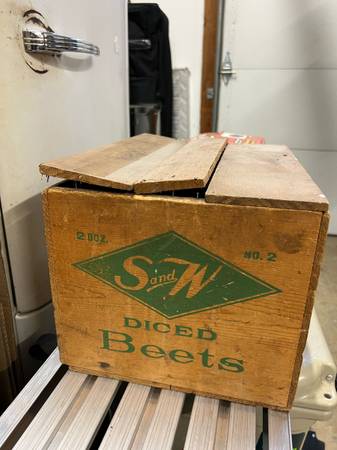 2 DOZ. NO. 2
S and W
DICED
Beets